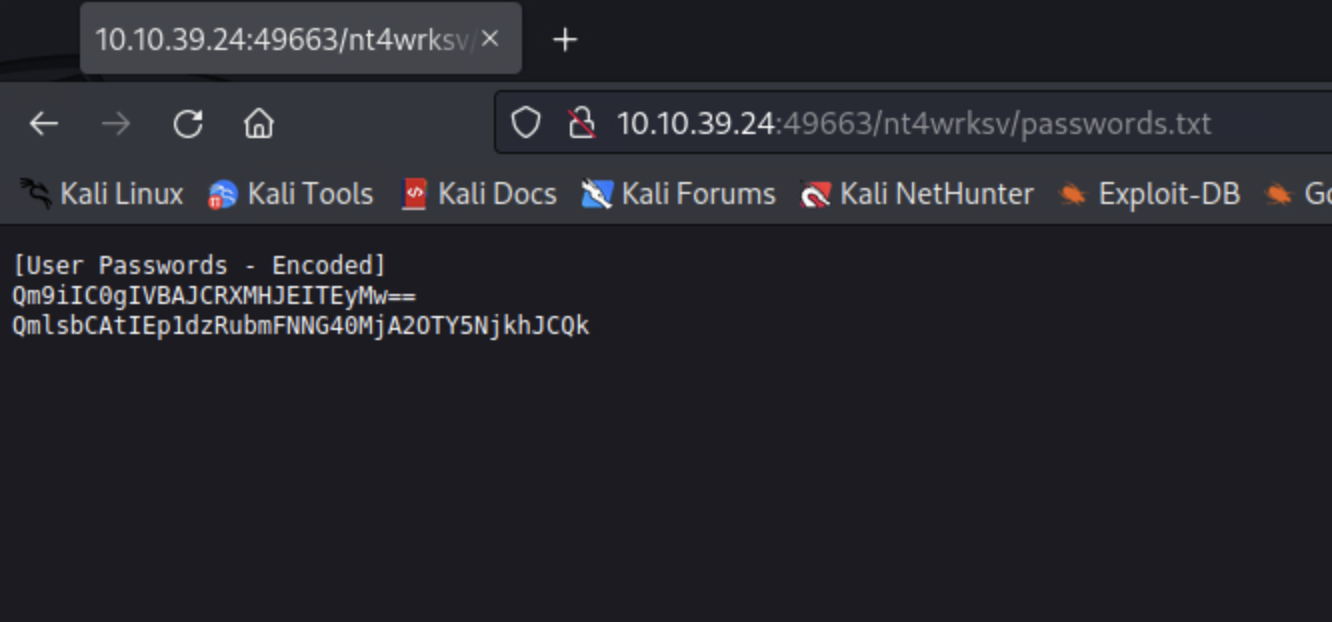 10.10.39.24:49663/nt4wrksv/
10.10.39.24:49663/nt4wrksv/passwords.txt
Kali Linux
Kali Tools
Kali Docs
Kali Forums
Kali NetHunter
Exploit-DB
[User Passwords - Encoded]
Qm9iIC0gIVBAJCRXMHJEITEyMw==
QmlsbCAtIEp1dzRubmFNNG40MjA2OTY5NjkhJCQk